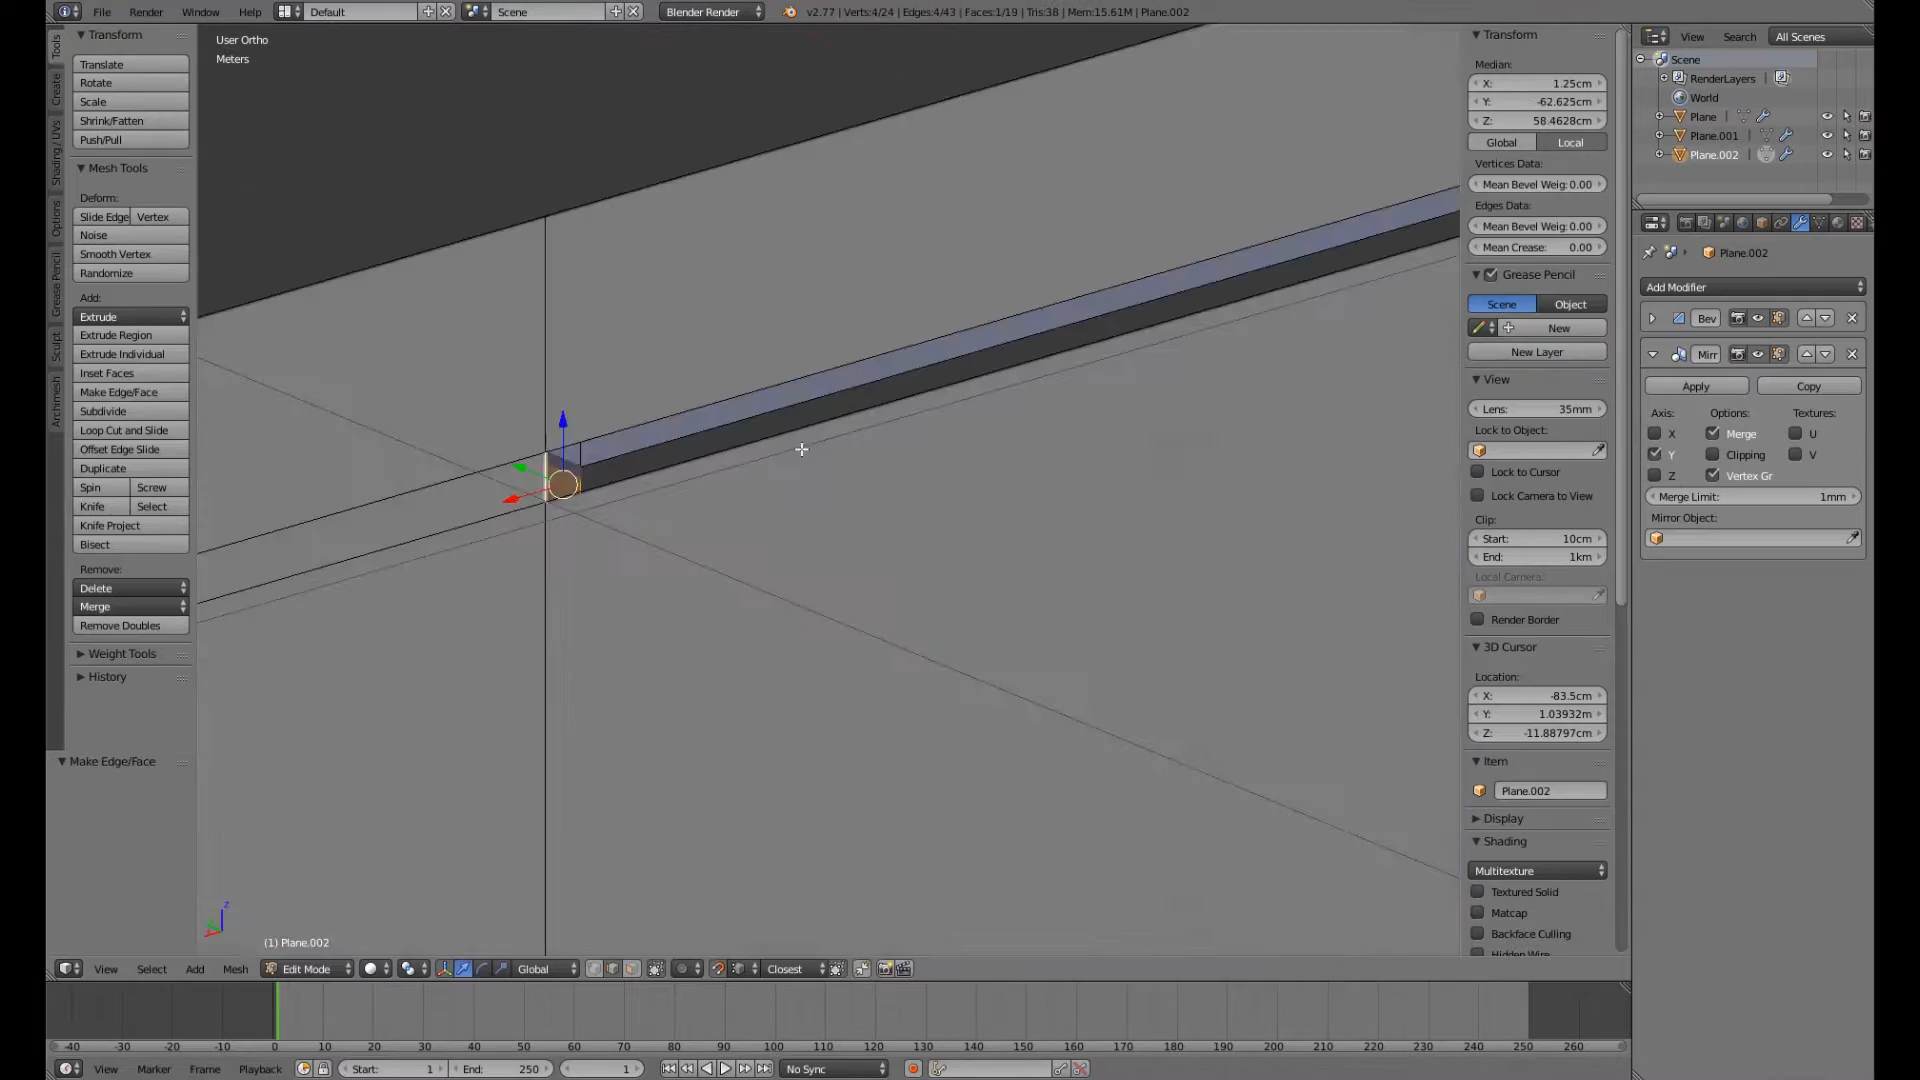 File Render Window Help Default Scene Blender Render v2.77 | Verts:4/24 | Edges:4/43 | Faces:1/19 | Tris:38 | Mem:15.61M | Plane.002
Tools
Create
Shading / UVs
Options
Grease Pencil
Sculpt
Archimesh
Transform
Translate
Rotate
Scale
Shrink/Fatten
Push/Pull
Mesh Tools
Deform:
Slide Edge Vertex
Noise
Smooth Vertex
Randomize
Add:
Extrude
Extrude Region
Extrude Individual
Inset Faces
Make Edge/Face
Subdivide
Loop Cut and Slide
Offset Edge Slide
Duplicate
Spin Screw
Knife Select
Knife Project
Bisect
Remove:
Delete
Merge
Remove Doubles
Weight Tools
History
Make Edge/Face
User Ortho
Meters
z
(1) Plane.002
Transform
Median:
X: 1.25cm
Y: -62.625cm
Z: 58.4628cm
Global Local
Vertices Data:
Mean Bevel Weig: 0.00
Edges Data:
Mean Bevel Weig: 0.00
Mean Crease: 0.00
Grease Pencil
Scene Object
New
New Layer
View
Lens: 35mm
Lock to Object:
Lock to Cursor
Lock Camera to View
Clip:
Start: 10cm
End: 1km
Local Camera:
Render Border
3D Cursor
Location:
X: -83.5cm
Y: 1.03932m
Z: -11.88797cm
Item
Plane.002
Display
Shading
Multitexture
Textured Solid
Matcap
Backface Culling
Hidden Wire
View Search All Scenes
Scene
RenderLayers
World
Plane
Plane.001
Plane.002
Plane.002
Add Modifier
Bev
Mirr
Apply Copy
Axis: Options: Textures:
X Merge U
Y Clipping V
Z Vertex Gr
Merge Limit: 1mm
Mirror Object:
View Select Add Mesh Edit Mode Global Closest
-40 -30 -20 -10 0 10 20 30 40 50 60 70 80 90 100 110 120 130 140 150 160 170 180 190 200 210 220 230 240 250 260
View Marker Frame Playback Start: 1 End: 250 1 No Sync